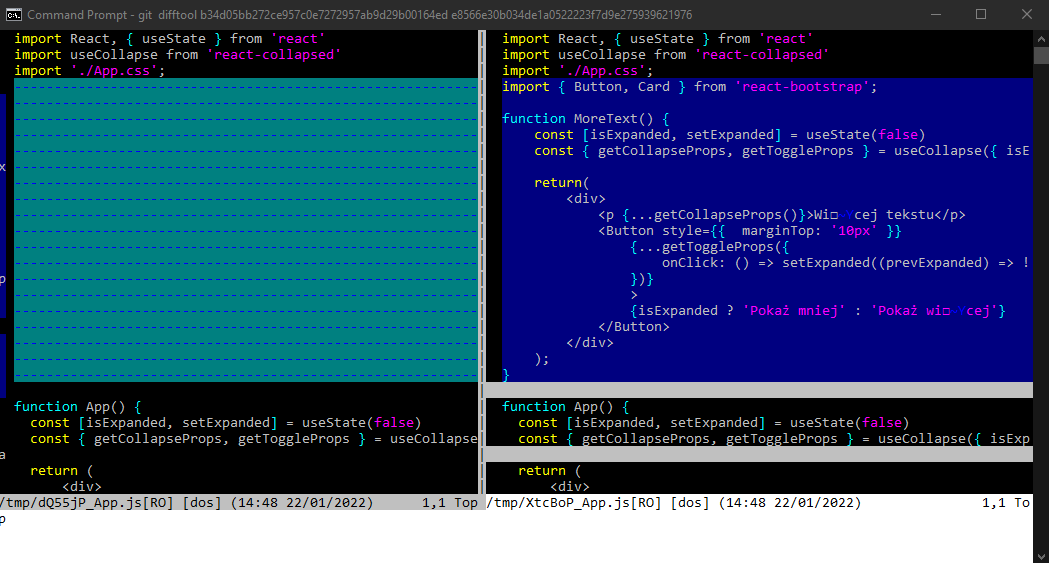 Command Prompt - git  difftool b34d05bb272ce957c0e7272957ab9d29b00164ed e8566e30b034de1a0522223f7d9e275939621976
import React, { useState } from 'react'
import useCollapse from 'react-collapsed'
import './App.css';
function App() {
const [isExpanded, setExpanded] = useState(false)
const { getCollapseProps, getToggleProps } = useCollapse
return (
<div>
/tmp/dQ55jP_App.js[RO] [dos] (14:48 22/01/2022) 1,1 Top
import React, { useState } from 'react'
import useCollapse from 'react-collapsed'
import './App.css';
import { Button, Card } from 'react-bootstrap';
function MoreText() {
const [isExpanded, setExpanded] = useState(false)
const { getCollapseProps, getToggleProps } = useCollapse({ isE
return(
<div>
<p {...getCollapseProps()}>Wi cej tekstu</p>
<Button style={{  marginTop: '10px' }}
{...getToggleProps({
onClick: () => setExpanded((prevExpanded) => !
})}
>
{isExpanded ? 'Pokaż mniej' : 'Pokaż wi cej'}
</Button>
</div>
);
}
function App() {
const [isExpanded, setExpanded] = useState(false)
const { getCollapseProps, getToggleProps } = useCollapse({ isExp
return (
<div>
/tmp/XtcBoP_App.js[RO] [dos] (14:48 22/01/2022) 1,1 To
x
p
a
p